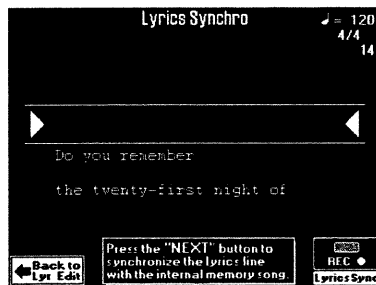 Lyrics Synchro
♩= 120
4/4
14
Do you remember
the twenty-first night of
Back to
Lyr Edit
Press the "NEXT" button to
synchronize the lyrics line
with the internal memory song.
REC ●
Lyrics Sync